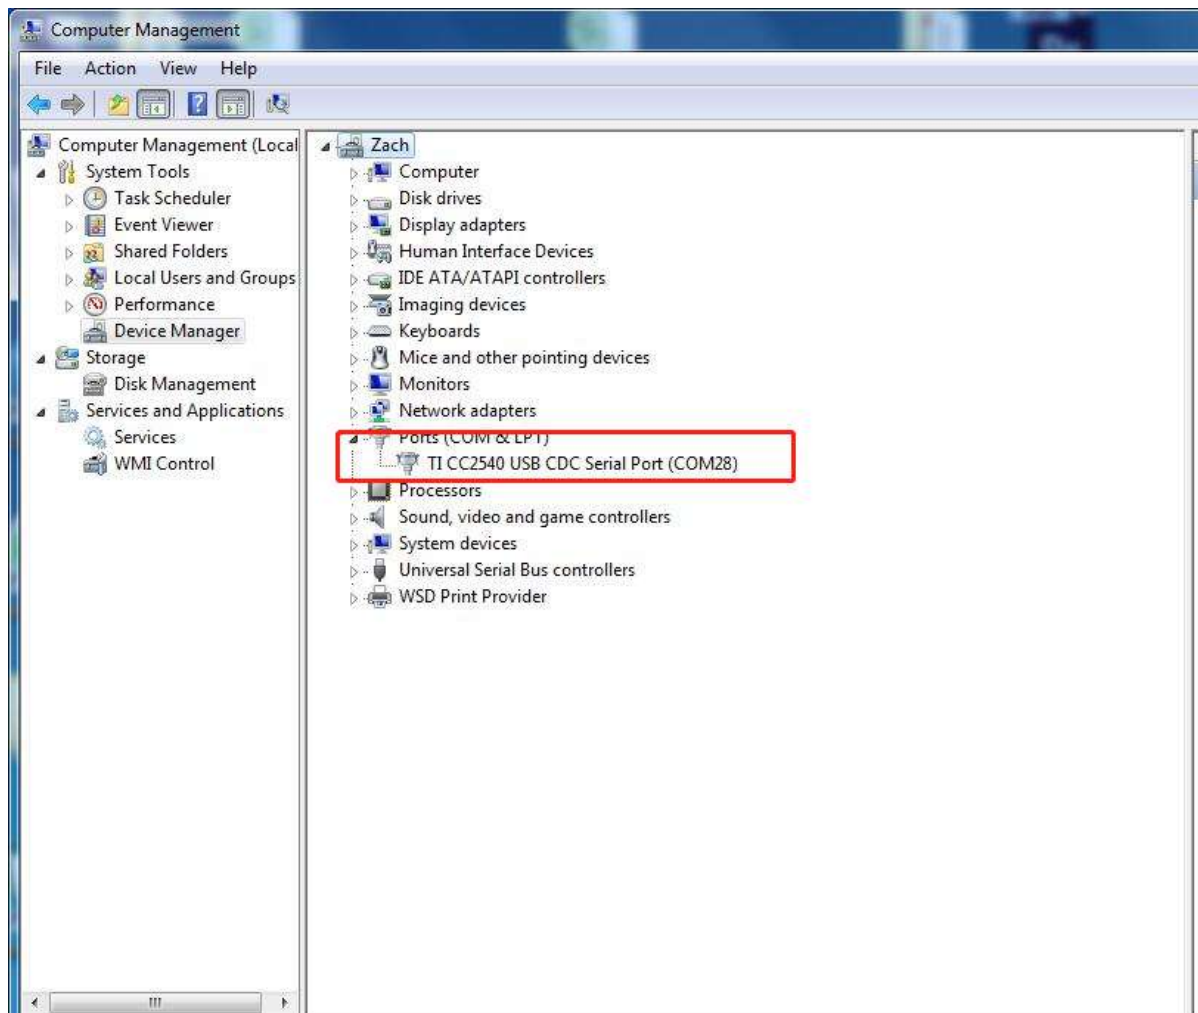 Computer Management
File Action View Help
Computer Management (Local
System Tools
Task Scheduler
Event Viewer
Shared Folders
Local Users and Groups
Performance
Device Manager
Storage
Disk Management
Services and Applications
Services
WMI Control
Zach
Computer
Disk drives
Display adapters
Human Interface Devices
IDE ATA/ATAPI controllers
Imaging devices
Keyboards
Mice and other pointing devices
Monitors
Network adapters
Ports (COM & LPT)
TI CC2540 USB CDC Serial Port (COM28)
Processors
Sound, video and game controllers
System devices
Universal Serial Bus controllers
WSD Print Provider